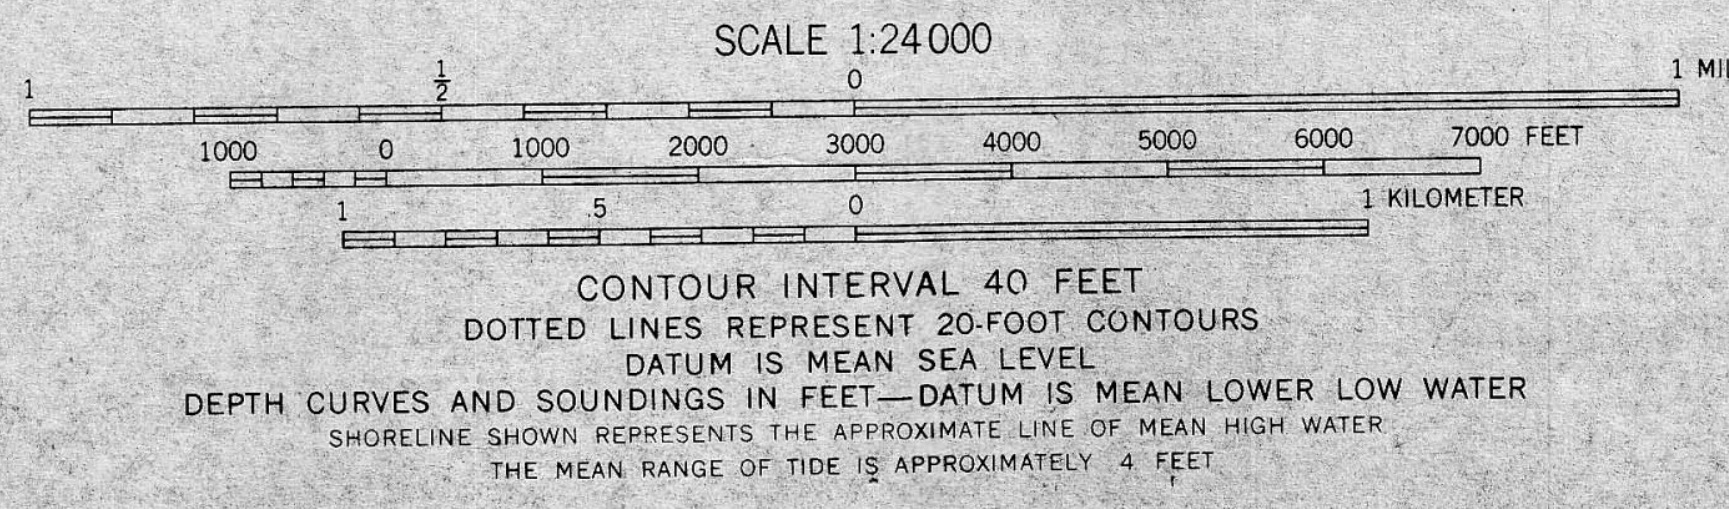 SCALE 1:24 000
1 1/2 0 1 MIL
1000 0 1000 2000 3000 4000 5000 6000 7000 FEET
1 .5 0 1 KILOMETER
CONTOUR INTERVAL 40 FEET
DOTTED LINES REPRESENT 20-FOOT CONTOURS
DATUM IS MEAN SEA LEVEL
DEPTH CURVES AND SOUNDINGS IN FEET—DATUM IS MEAN LOWER LOW WATER
SHORELINE SHOWN REPRESENTS THE APPROXIMATE LINE OF MEAN HIGH WATER
THE MEAN RANGE OF TIDE IS APPROXIMATELY 4 FEET